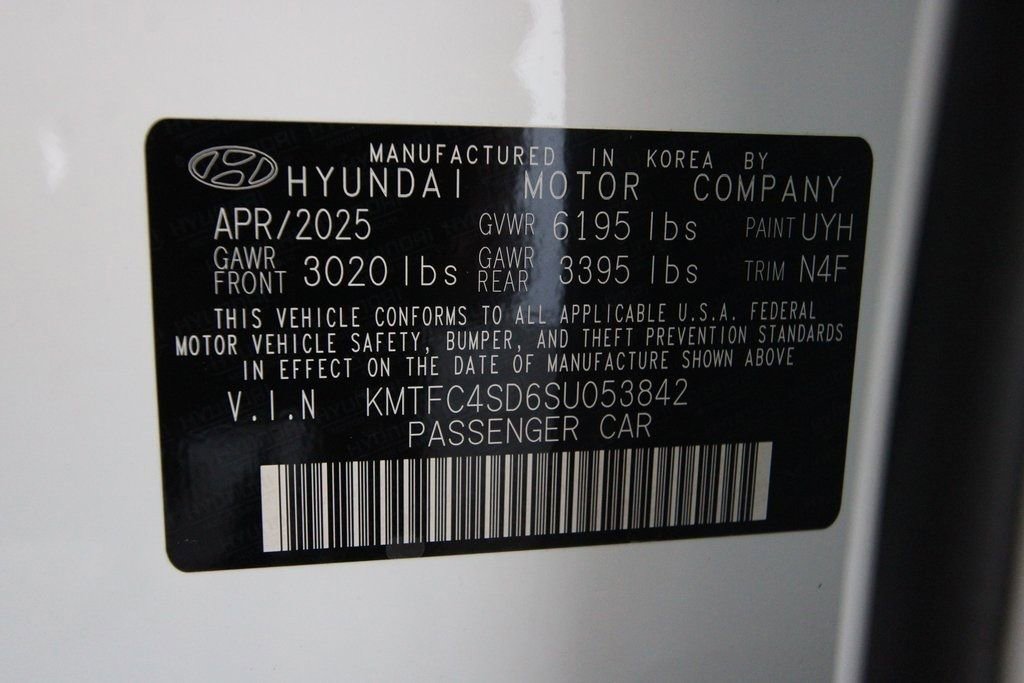 MANUFACTURED IN KOREA BY
HYUNDAI MOTOR COMPANY
APR/2025 GVWR 6195 lbs PAINT UYH
GAWR FRONT 3020 lbs GAWR REAR 3395 lbs TRIM N4F
THIS VEHICLE CONFORMS TO ALL APPLICABLE U.S.A. FEDERAL
MOTOR VEHICLE SAFETY, BUMPER, AND THEFT PREVENTION STANDARDS
IN EFFECT ON THE DATE OF MANUFACTURE SHOWN ABOVE
V.I.N KMTFC4SD6SU053842
PASSENGER CAR